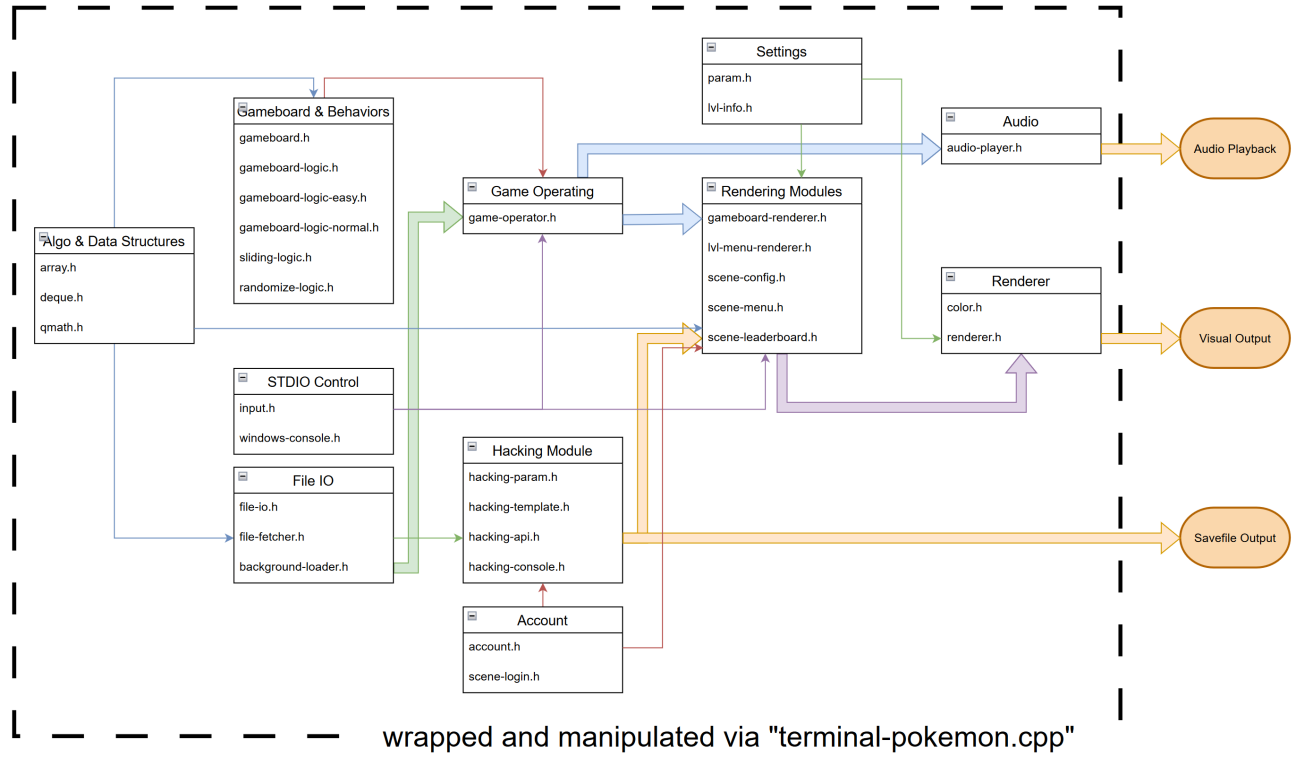 Settings
param.h
lvl-info.h
Gameboard & Behaviors
gameboard.h
gameboard-logic.h
gameboard-logic-easy.h
gameboard-logic-normal.h
sliding-logic.h
randomize-logic.h
Audio
audio-player.h
Audio Playback
Game Operating
game-operator.h
Rendering Modules
gameboard-renderer.h
lvl-menu-renderer.h
scene-config.h
scene-menu.h
scene-leaderboard.h
Algo & Data Structures
array.h
deque.h
qmath.h
Renderer
color.h
renderer.h
Visual Output
STDIO Control
input.h
windows-console.h
Hacking Module
hacking-param.h
hacking-template.h
hacking-api.h
hacking-console.h
File IO
file-io.h
file-fetcher.h
background-loader.h
Savefile Output
Account
account.h
scene-login.h
wrapped and manipulated via "terminal-pokemon.cpp"